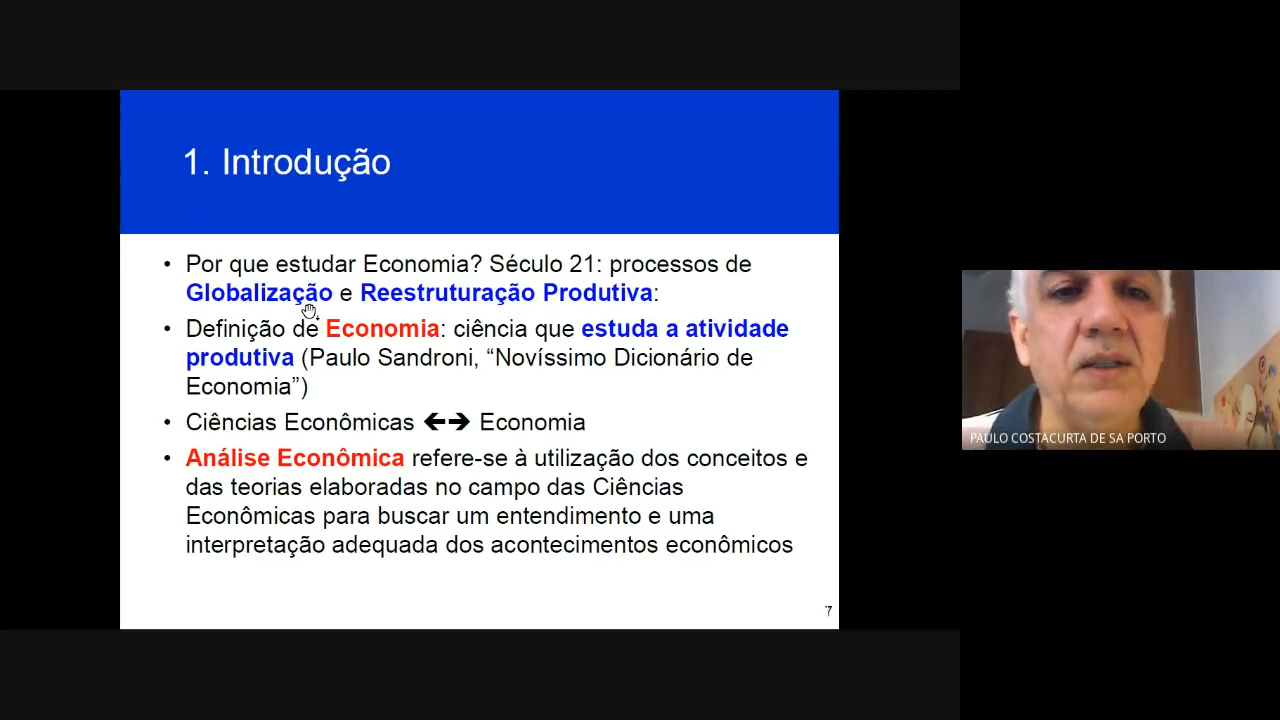 1. Introdução
• Por que estudar Economia? Século 21: processos de
Globalização e Reestruturação Produtiva:
• Definição de Economia: ciência que estuda a atividade
produtiva (Paulo Sandroni, “Novíssimo Dicionário de
Economia”)
• Ciências Econômicas 🡨🡪 Economia
• Análise Econômica refere-se à utilização dos conceitos e
das teorias elaboradas no campo das Ciências
Econômicas para buscar um entendimento e uma
interpretação adequada dos acontecimentos econômicos
7
PAULO COSTACURTA DE SA PORTO